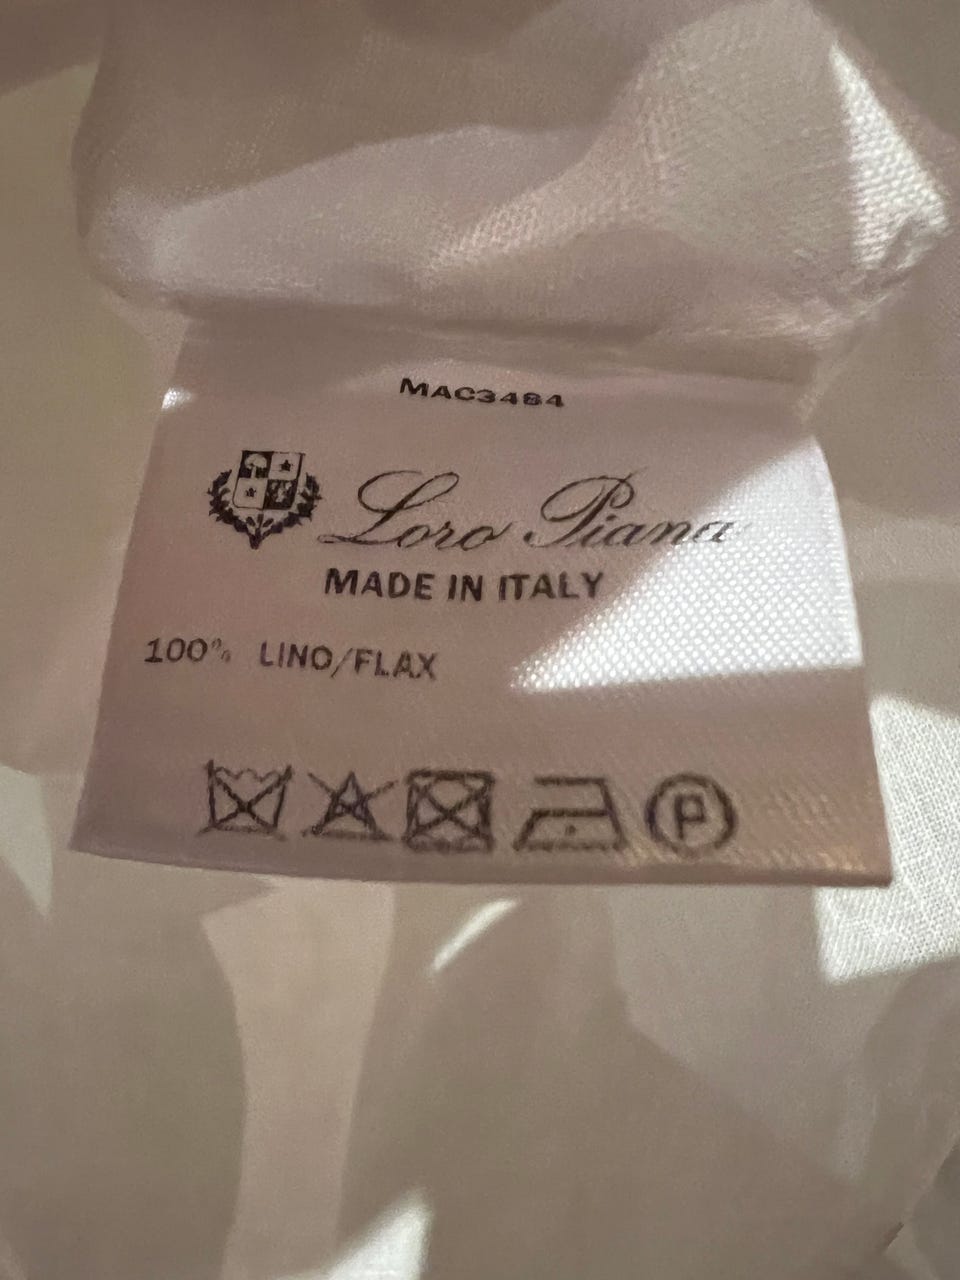 MAC3484
Loro Piana
MADE IN ITALY
100% LINO/FLAX
P